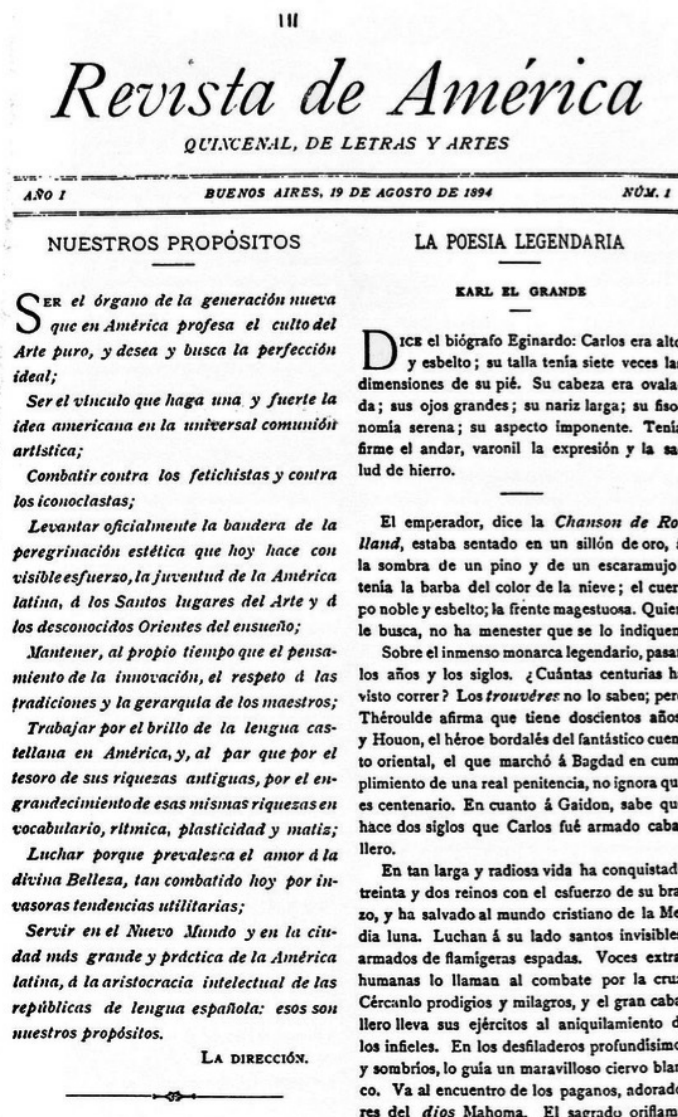 III
Revista de América
QUINCENAL, DE LETRAS Y ARTES
AÑO I BUENOS AIRES, 19 DE AGOSTO DE 1894 NÚM. 1
NUESTROS PROPÓSITOS
SER el órgano de la generación nueva
que en América profesa el culto del
Arte puro, y desea y busca la perfección
ideal;
Ser el vínculo que haga una y fuerte la
idea americana en la universal comunión
artística;
Combatir contra los fetichistas y contra
los iconoclastas;
Levantar oficialmente la bandera de la
peregrinación estética que hoy hace con
visible esfuerzo, la juventud de la América
latina, á los Santos lugares del Arte y á
los desconocidos Orientes del ensueño;
Mantener, al propio tiempo que el pensa-
miento de la innovación, el respeto á las
tradiciones y la gerarquía de los maestros;
Trabajar por el brillo de la lengua cas-
tellana en América, y, al par que por el
tesoro de sus riquezas antiguas, por el en-
grandecimiento de esas mismas riquezas en
vocabulario, rítmica, plasticidad y matiz;
Luchar porque prevalezca el amor á la
divina Belleza, tan combatido hoy por in-
vasoras tendencias utilitarias;
Servir en el Nuevo Mundo y en la ciu-
dad más grande y práctica de la América
latina, á la aristocracia intelectual de las
repúblicas de lengua española: esos son
nuestros propósitos.
LA DIRECCIÓN.
LA POESIA LEGENDARIA
KARL EL GRANDE
DICE el biógrafo Eginardo: Carlos era alto
y esbelto; su talla tenía siete veces las
dimensiones de su pié. Su cabeza era ovala
da; sus ojos grandes; su nariz larga; su fiso
nomía serena; su aspecto imponente. Tenía
firme el andar, varonil la expresión y la sa
lud de hierro.
El emperador, dice la Chanson de Ro
lland, estaba sentado en un sillón de oro,
la sombra de un pino y de un escaramujo
tenía la barba del color de la nieve; el cuer
po noble y esbelto; la frente magestuosa. Quien
le busca, no ha menester que se lo indiquen
Sobre el inmenso monarca legendario, pasan
los años y los siglos. ¿Cuántas centurias h
visto correr? Los trouvéres no lo saben; per
Théroulde afirma que tiene doscientos años
y Houon, el héroe bordalés del fantástico cuen
to oriental, el que marchó á Bagdad en cum
plimiento de una real penitencia, no ignora qu
es centenario. En cuanto á Gaidon, sabe qu
hace dos siglos que Carlos fué armado caba
llero.
En tan larga y radiosa vida ha conquistad
treinta y dos reinos con el esfuerzo de su bra
zo, y ha salvado al mundo cristiano de la Me
dia luna. Luchan á su lado santos invisibles
armados de flamígeras espadas. Voces extra
humanas lo llaman al combate por la cruz
Cércanlo prodigios y milagros, y el gran caba
llero lleva sus ejércitos al aniquilamiento d
los infieles. En los desfiladeros profundísimo
y sombríos, lo guía un maravilloso ciervo blan
co. Va al encuentro de los paganos, adorado
res del dios Mahoma. El sagrado oriflam